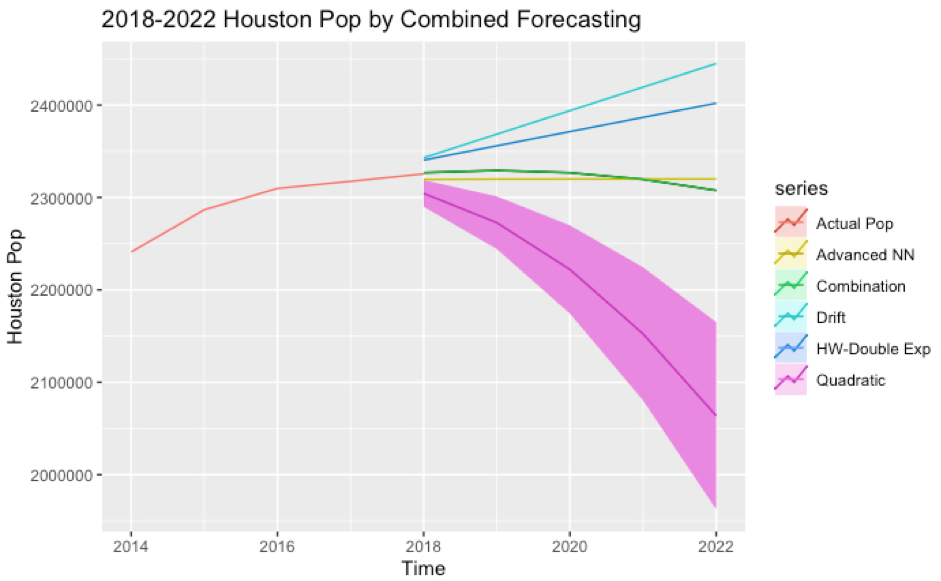 2018-2022 Houston Pop by Combined Forecasting
Houston Pop
2400000
2300000
2200000
2100000
2000000
2014
2016
2018
2020
2022
Time
series
Actual Pop
Advanced NN
Combination
Drift
HW-Double Exp
Quadratic